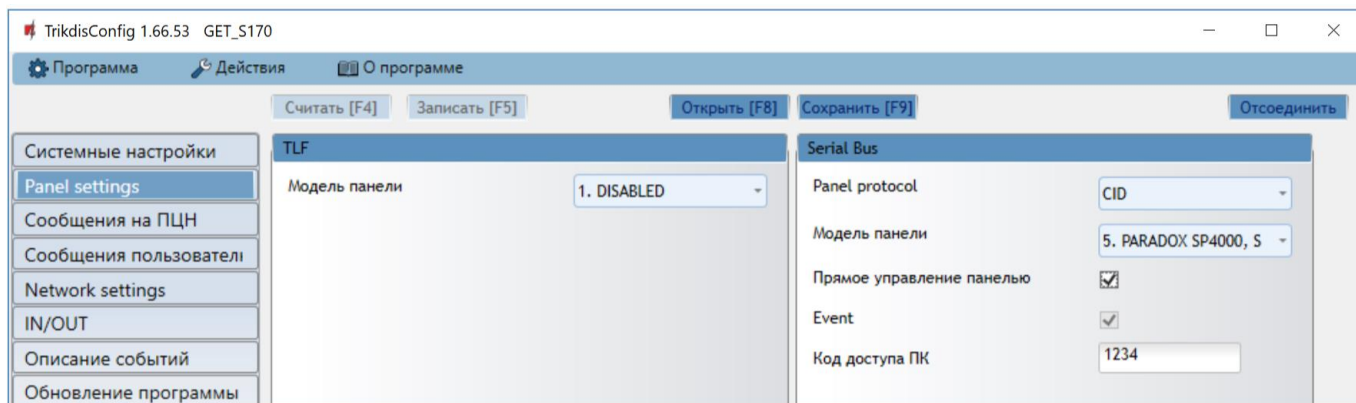 TrikdisConfig 1.66.53 GET_S170
Программа Действия О программе
Считать [F4] Записать [F5] Открыть [F8] Сохранить [F9] Отсоединить
Системные настройки
Panel settings
Сообщения на ПЦН
Сообщения пользовател
Network settings
IN/OUT
Описание событий
Обновление программы
TLF
Модель панели 1. DISABLED
Serial Bus
Panel protocol CID
Модель панели 5. PARADOX SP4000, S
Прямое управление панелью
Event
Код доступа ПК 1234